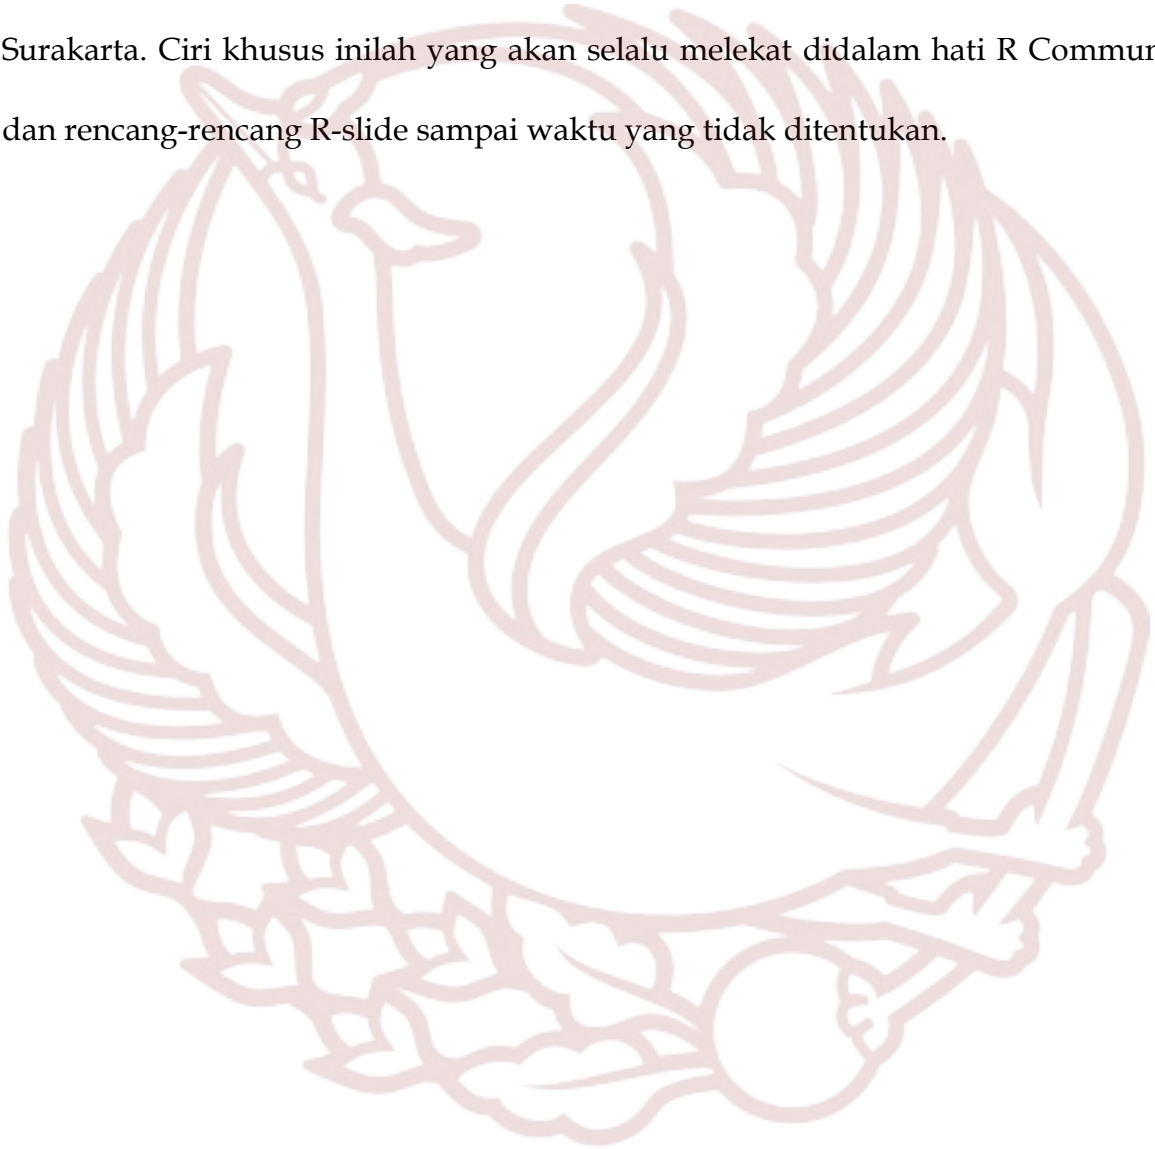 Surakarta. Ciri khusus inilah yang akan selalu melekat didalam hati R Commun
dan rencang-rencang R-slide sampai waktu yang tidak ditentukan.